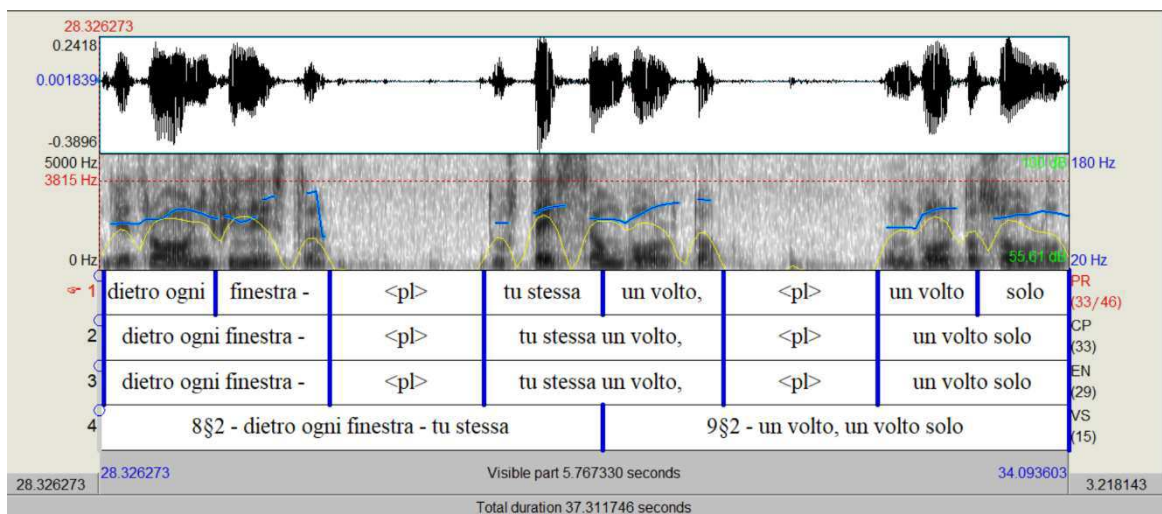 28.326273
0.2418
0.001839
-0.3896
5000 Hz 130 dB 180 Hz
3815 Hz
0 Hz 55,61 dB 20 Hz
1 dietro ogni finestra - <pl> tu stessa un volto, <pl> un volto solo PR (33/46)
2 dietro ogni finestra - <pl> tu stessa un volto, <pl> un volto solo CP (33)
3 dietro ogni finestra - <pl> tu stessa un volto, <pl> un volto solo EN (29)
4 8§2 - dietro ogni finestra - tu stessa 9§2 - un volto, un volto solo VS (15)
28.326273 Visible part 5.767330 seconds 34.093603
28.326273 3.218143
Total duration 37.311746 seconds